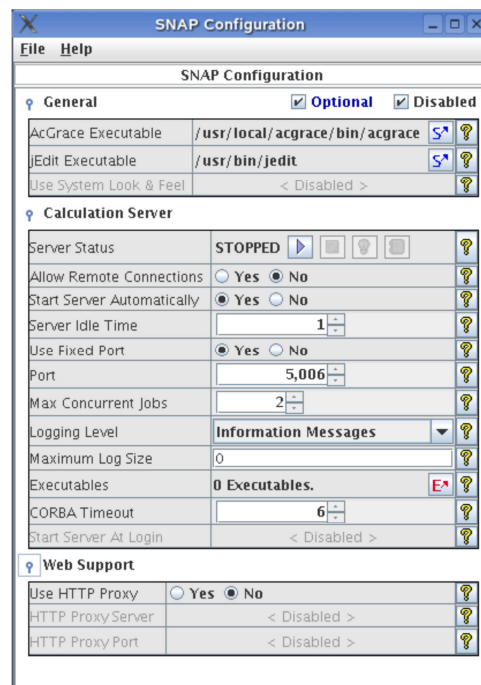 SNAP Configuration
File Help
SNAP Configuration
General Optional Disabled
AcGrace Executable /usr/local/acgrace/bin/acgrace S ?
jEdit Executable /usr/bin/jedit S ?
Use System Look & Feel < Disabled > ?
Calculation Server
Server Status STOPPED ?
Allow Remote Connections Yes No ?
Start Server Automatically Yes No ?
Server Idle Time 1 ?
Use Fixed Port Yes No ?
Port 5,006 ?
Max Concurrent Jobs 2 ?
Logging Level Information Messages ?
Maximum Log Size 0 ?
Executables 0 Executables. E ?
CORBA Timeout 6 ?
Start Server At Login < Disabled > ?
Web Support
Use HTTP Proxy Yes No ?
HTTP Proxy Server < Disabled > ?
HTTP Proxy Port < Disabled > ?